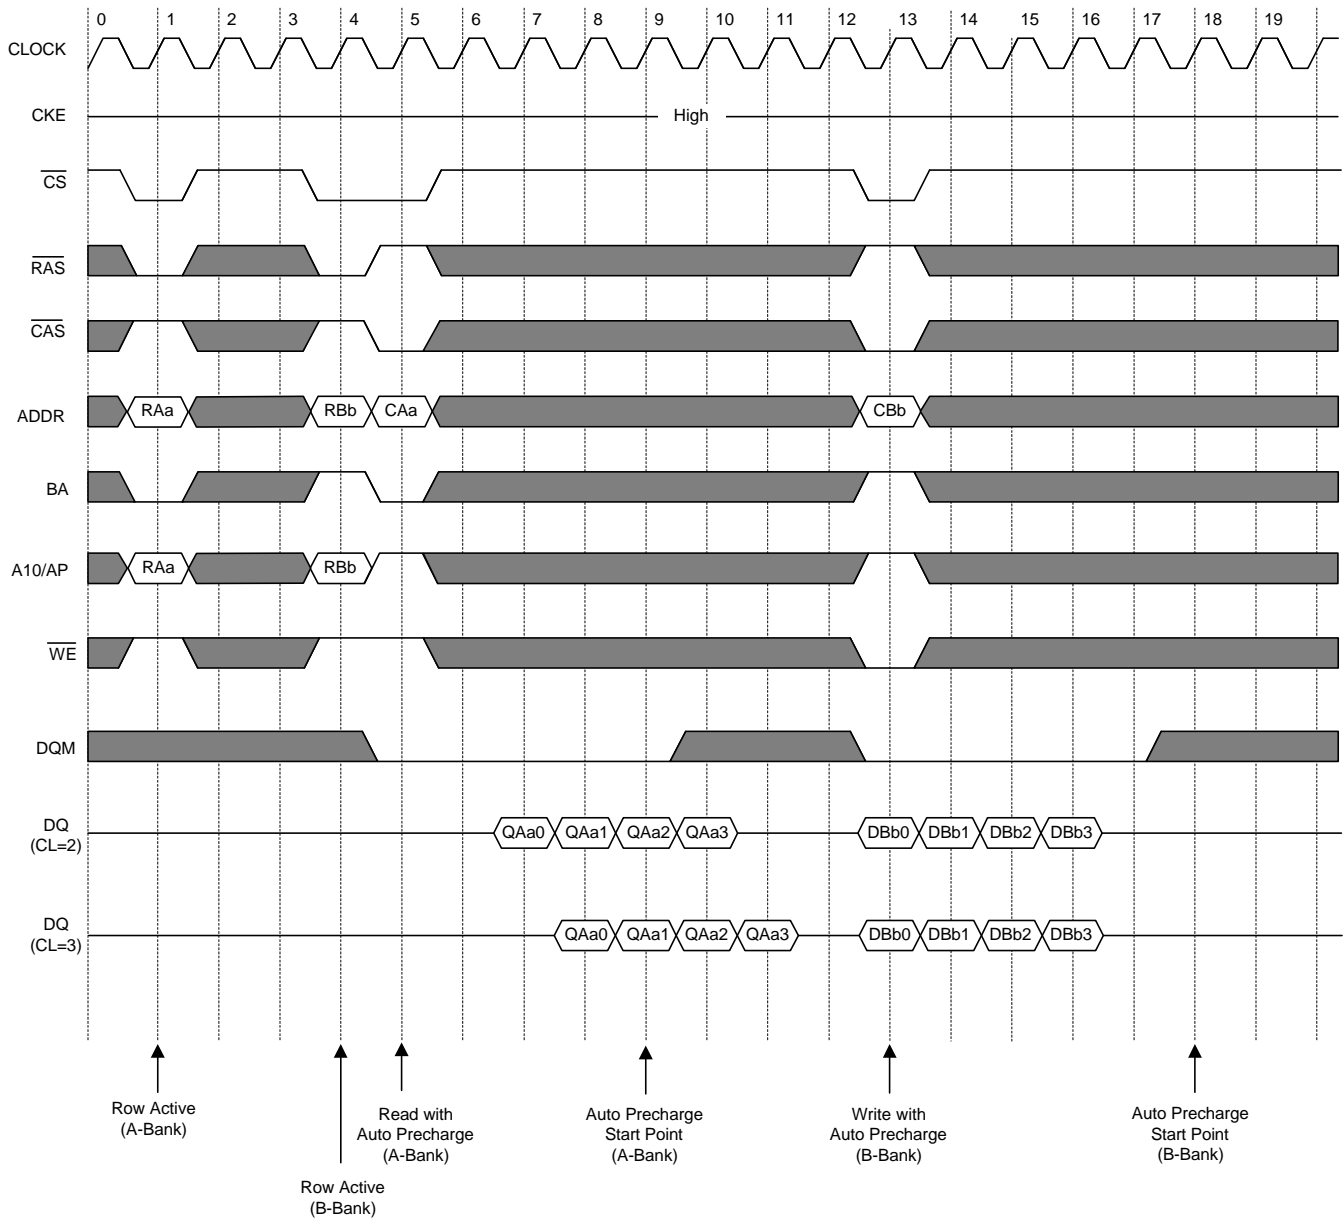 0 1 2 3 4 5 6 7 8 9 10 11 12 13 14 15 16 17 18 19
CLOCK
CKE High
CS
RAS
CAS
ADDR RAa RBb CAa CBb
BA
A10/AP RAa RBb
WE
DQM
DQ
(CL=2)
QAa0 QAa1 QAa2 QAa3 DBb0 DBb1 DBb2 DBb3
DQ
(CL=3)
QAa0 QAa1 QAa2 QAa3 DBb0 DBb1 DBb2 DBb3
Row Active
(A-Bank)
Row Active
(B-Bank)
Read with
Auto Precharge
(A-Bank)
Auto Precharge
Start Point
(A-Bank)
Write with
Auto Precharge
(B-Bank)
Auto Precharge
Start Point
(B-Bank)